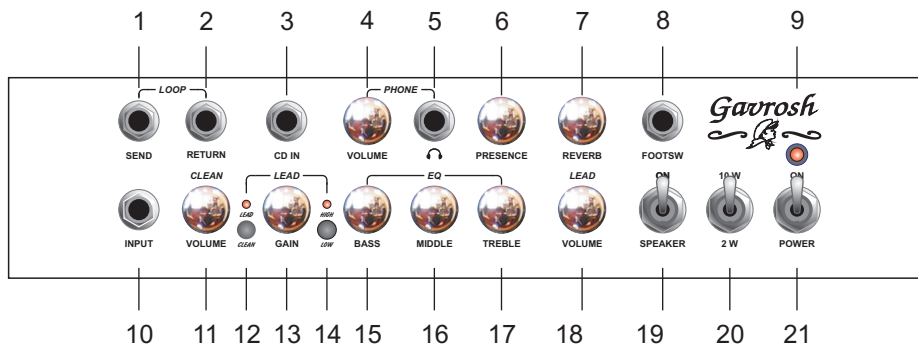 1 2 3 4 5 6 7 8 9
LOOP PHONE Gavrosh
SEND RETURN CD IN VOLUME PRESENCE REVERB FOOTSW
CLEAN LEAD EQ LEAD ON 10 W ON
LEAD HIGH
INPUT VOLUME CLEAN GAIN LOW BASS MIDDLE TREBLE VOLUME SPEAKER 2 W POWER
10 11 12 13 14 15 16 17 18 19 20 21